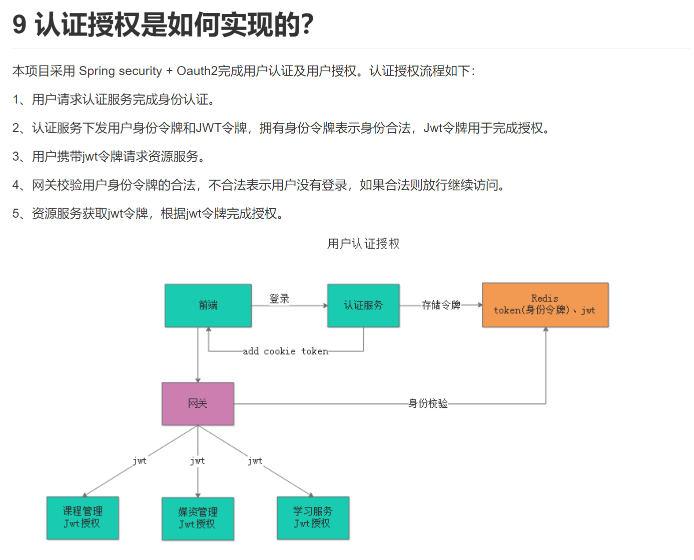 9 认证授权是如何实现的?
本项目采用 Spring security + Oauth2完成用户认证及用户授权。认证授权流程如下：
1、用户请求认证服务完成身份认证。
2、认证服务下发用户身份令牌和JWT令牌，拥有身份令牌表示身份合法，Jwt令牌用于完成授权。
3、用户携带jwt令牌请求资源服务。
4、网关校验用户身份令牌的合法，不合法表示用户没有登录，如果合法则放行继续访问。
5、资源服务获取jwt令牌，根据jwt令牌完成授权。
用户认证授权
前端
登录
认证服务
存储令牌
Redis
token(身份令牌)、jwt
add cookie token
网关
身份校验
jwt
jwt
jwt
课程管理
Jwt授权
媒资管理
Jwt授权
学习服务
Jwt授权